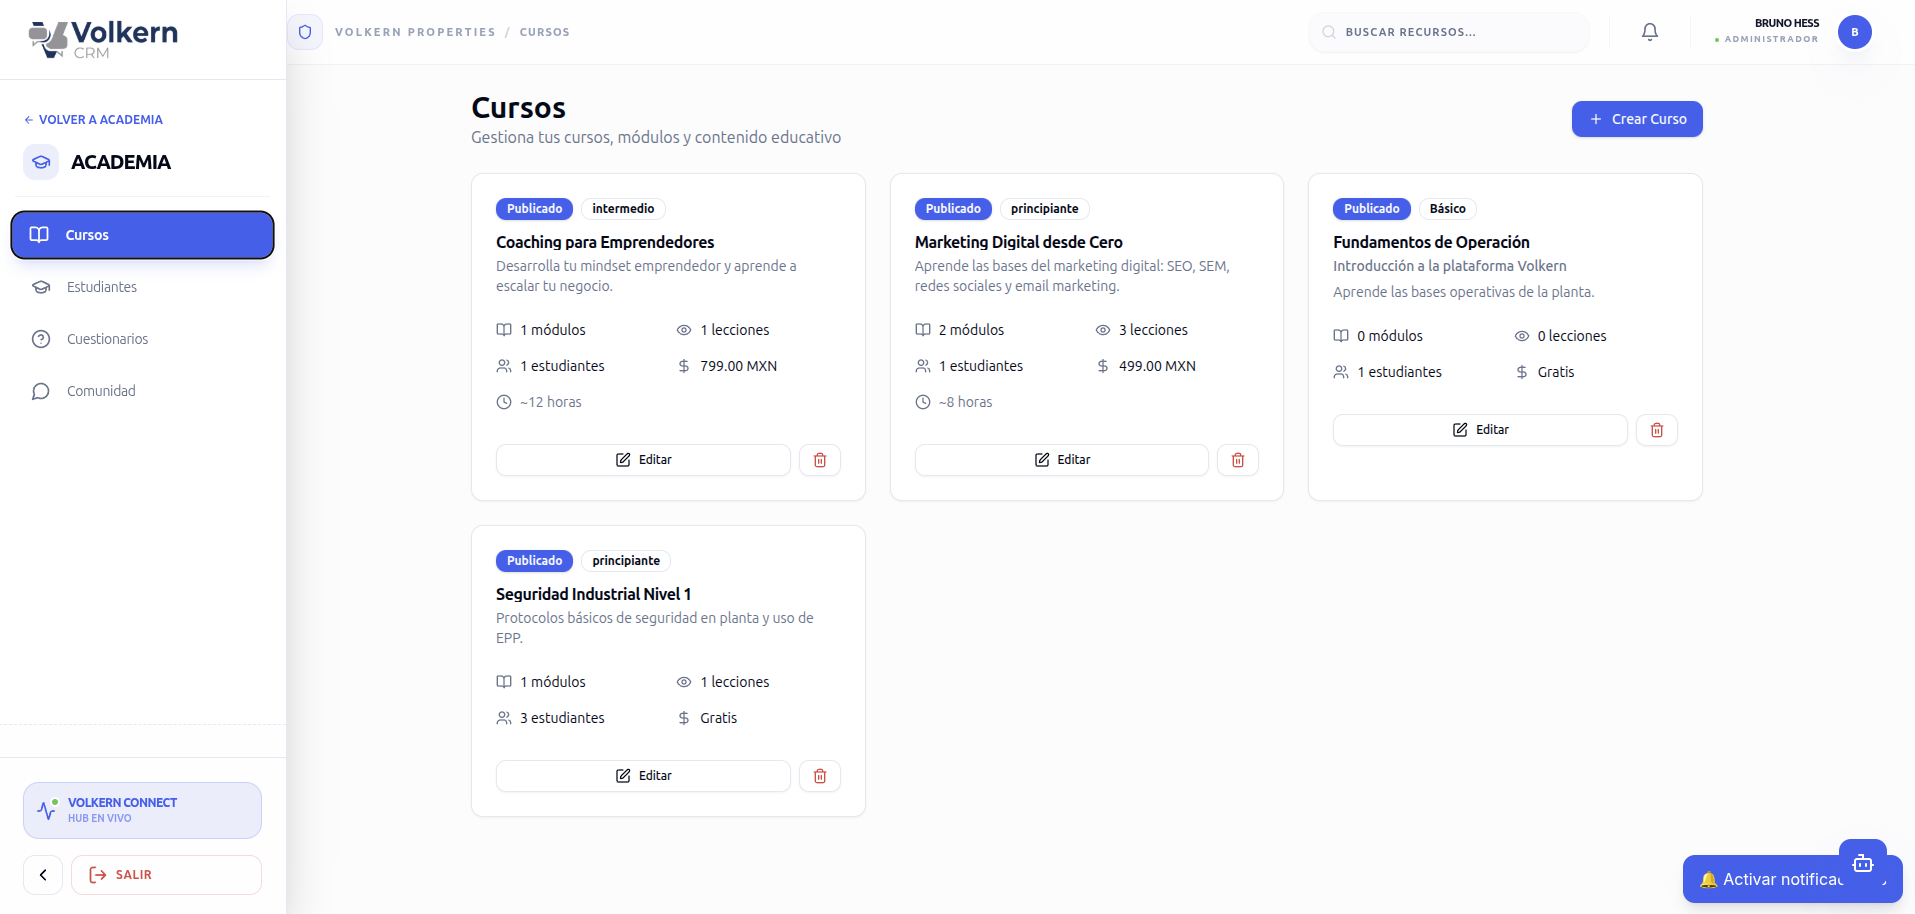 Volkern
CRM
VOLKERN PROPERTIES / CURSOS
BUSCAR RECURSOS...
BRUNO HESS
ADMINISTRADOR
B
← VOLVER A ACADEMIA
ACADEMIA
Cursos
Estudiantes
Cuestionarios
Comunidad
VOLKERN CONNECT
HUB EN VIVO
SALIR
Cursos
Gestiona tus cursos, módulos y contenido educativo
+ Crear Curso
Publicado intermedio
Coaching para Emprendedores
Desarrolla tu mindset emprendedor y aprende a
escalar tu negocio.
1 módulos 1 lecciones
1 estudiantes $ 799.00 MXN
~12 horas
Editar
Publicado principiante
Marketing Digital desde Cero
Aprende las bases del marketing digital: SEO, SEM,
redes sociales y email marketing.
2 módulos 3 lecciones
1 estudiantes $ 499.00 MXN
~8 horas
Editar
Publicado Básico
Fundamentos de Operación
Introducción a la plataforma Volkern
Aprende las bases operativas de la planta.
0 módulos 0 lecciones
1 estudiantes $ Gratis
Editar
Publicado principiante
Seguridad Industrial Nivel 1
Protocolos básicos de seguridad en planta y uso de
EPP.
1 módulos 1 lecciones
3 estudiantes $ Gratis
Editar
🔔 Activar